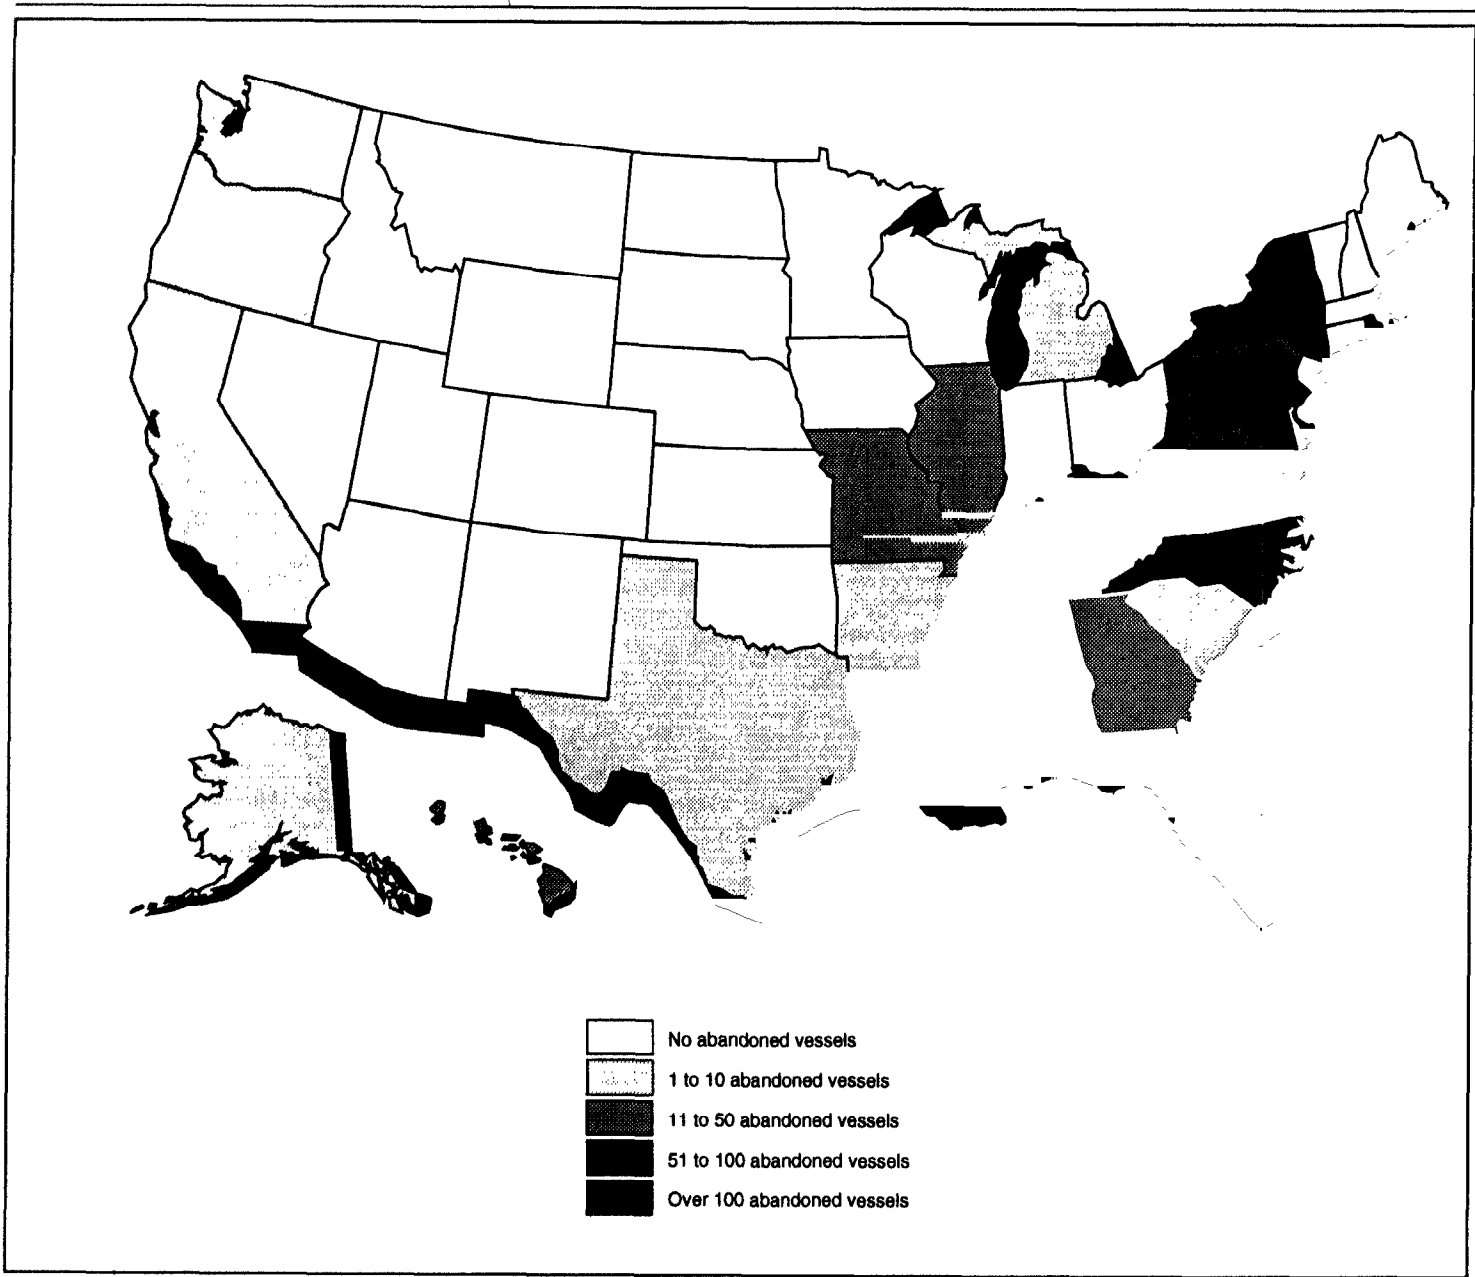 No abandoned vessels
1 to 10 abandoned vessels
11 to 50 abandoned vessels
51 to 100 abandoned vessels
Over 100 abandoned vessels